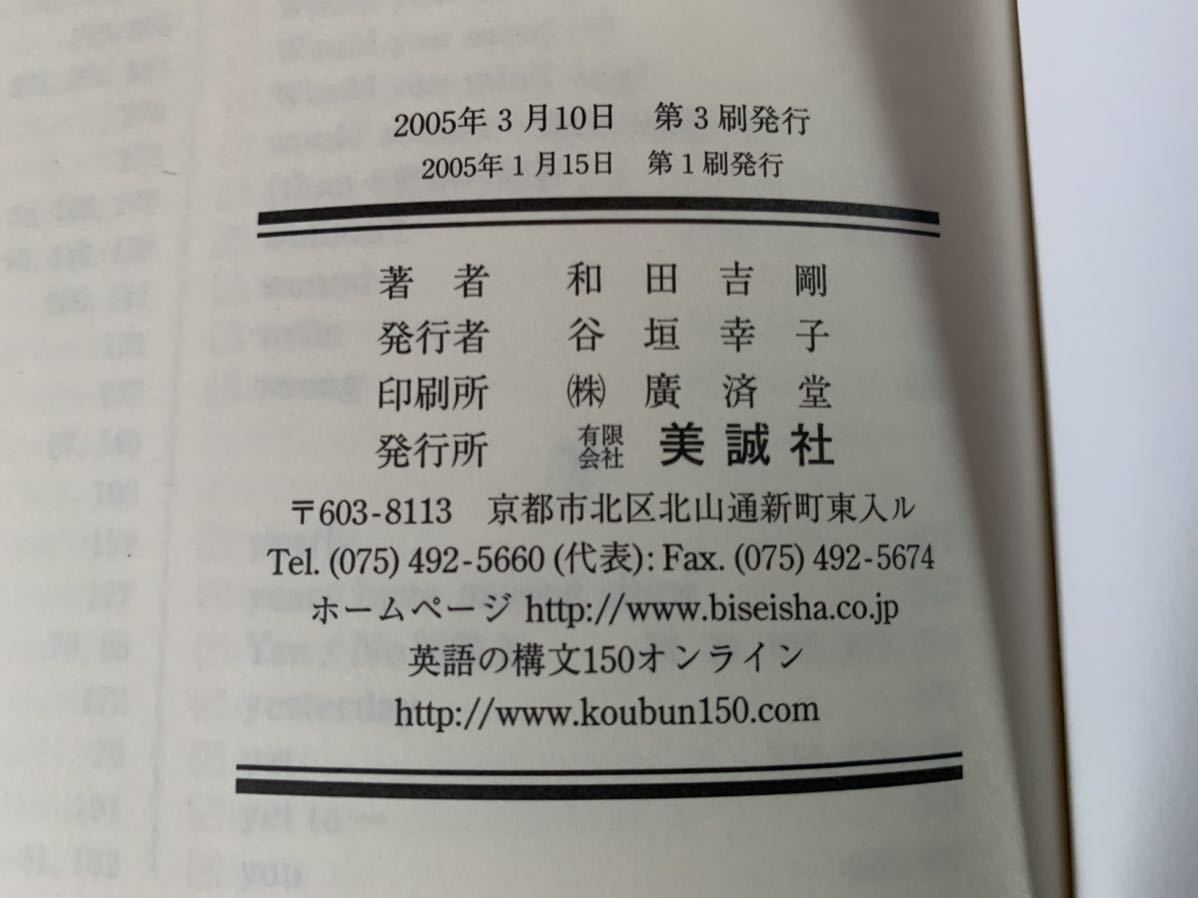 2005年3月10日 第3刷発行
2005年1月15日 第1刷発行
著者 和田吉剛
発行者 谷垣幸子
印刷所 ㈱廣済堂
発行所 有限会社 美誠社
〒603-8113 京都市北区北山通新町東入ル
Tel. (075) 492-5660 (代表): Fax. (075) 492-5674
ホームページ http://www.biseisha.co.jp
英語の構文150オンライン
http://www.koubun150.com